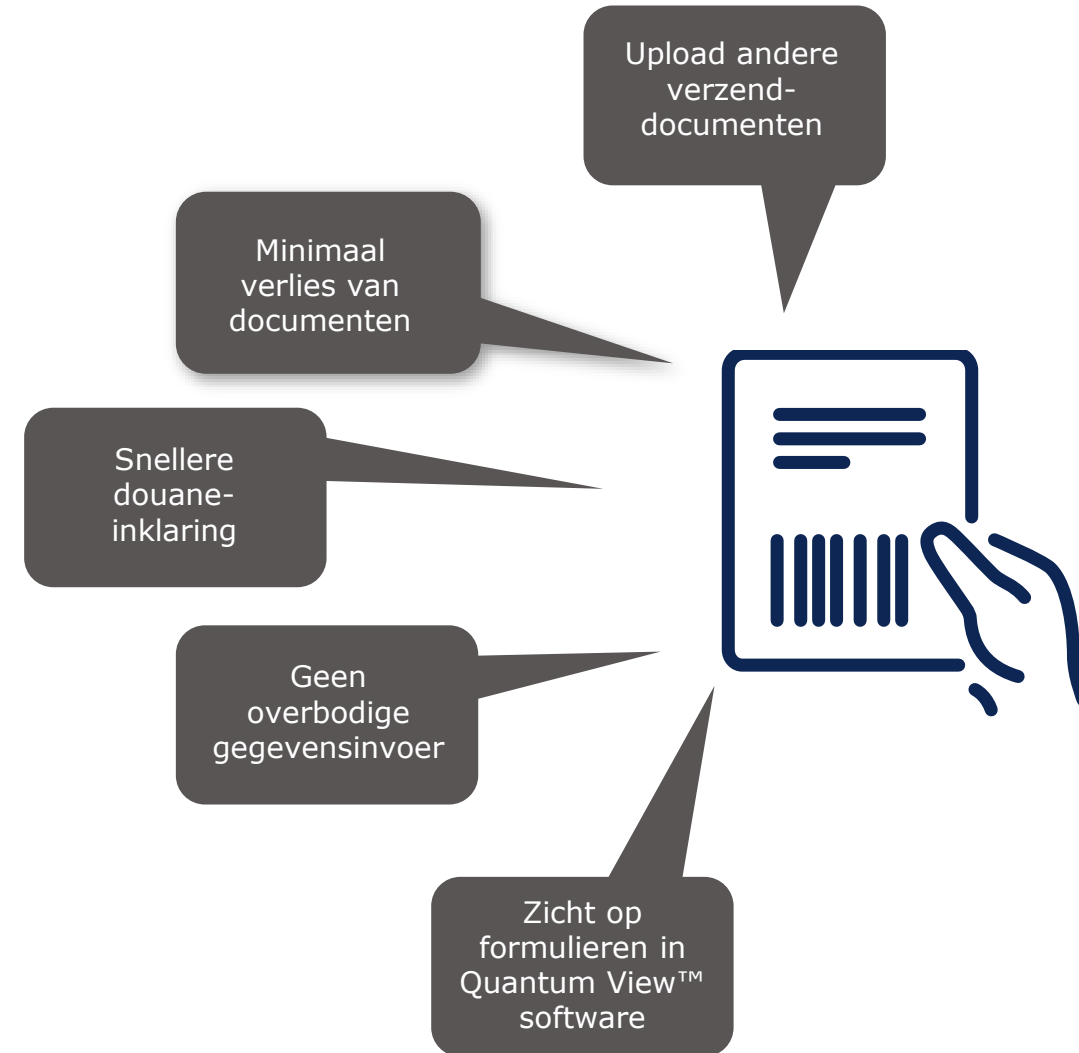 Upload andere
verzend-
documenten
Minimaal
verlies van
documenten
Snellere
douane-
inklaring
Geen
overbodige
gegevensinvoer
Zicht op
formulieren in
Quantum View™
software